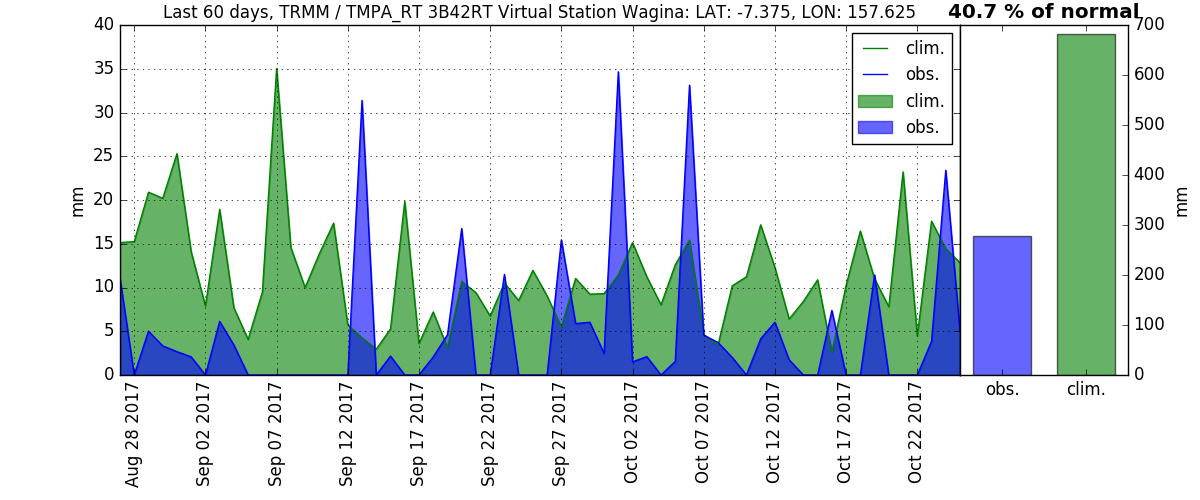 Last 60 days, TRMM / TMPA_RT 3B42RT Virtual Station Wagina: LAT: -7.375, LON: 157.625
40.7 % of normal
40
35
30
25
20
15
10
5
0
mm
clim.
obs.
clim.
obs.
700
600
500
400
300
200
100
0
mm
Aug 28 2017
Sep 02 2017
Sep 07 2017
Sep 12 2017
Sep 17 2017
Sep 22 2017
Sep 27 2017
Oct 02 2017
Oct 07 2017
Oct 12 2017
Oct 17 2017
Oct 22 2017
obs.
clim.